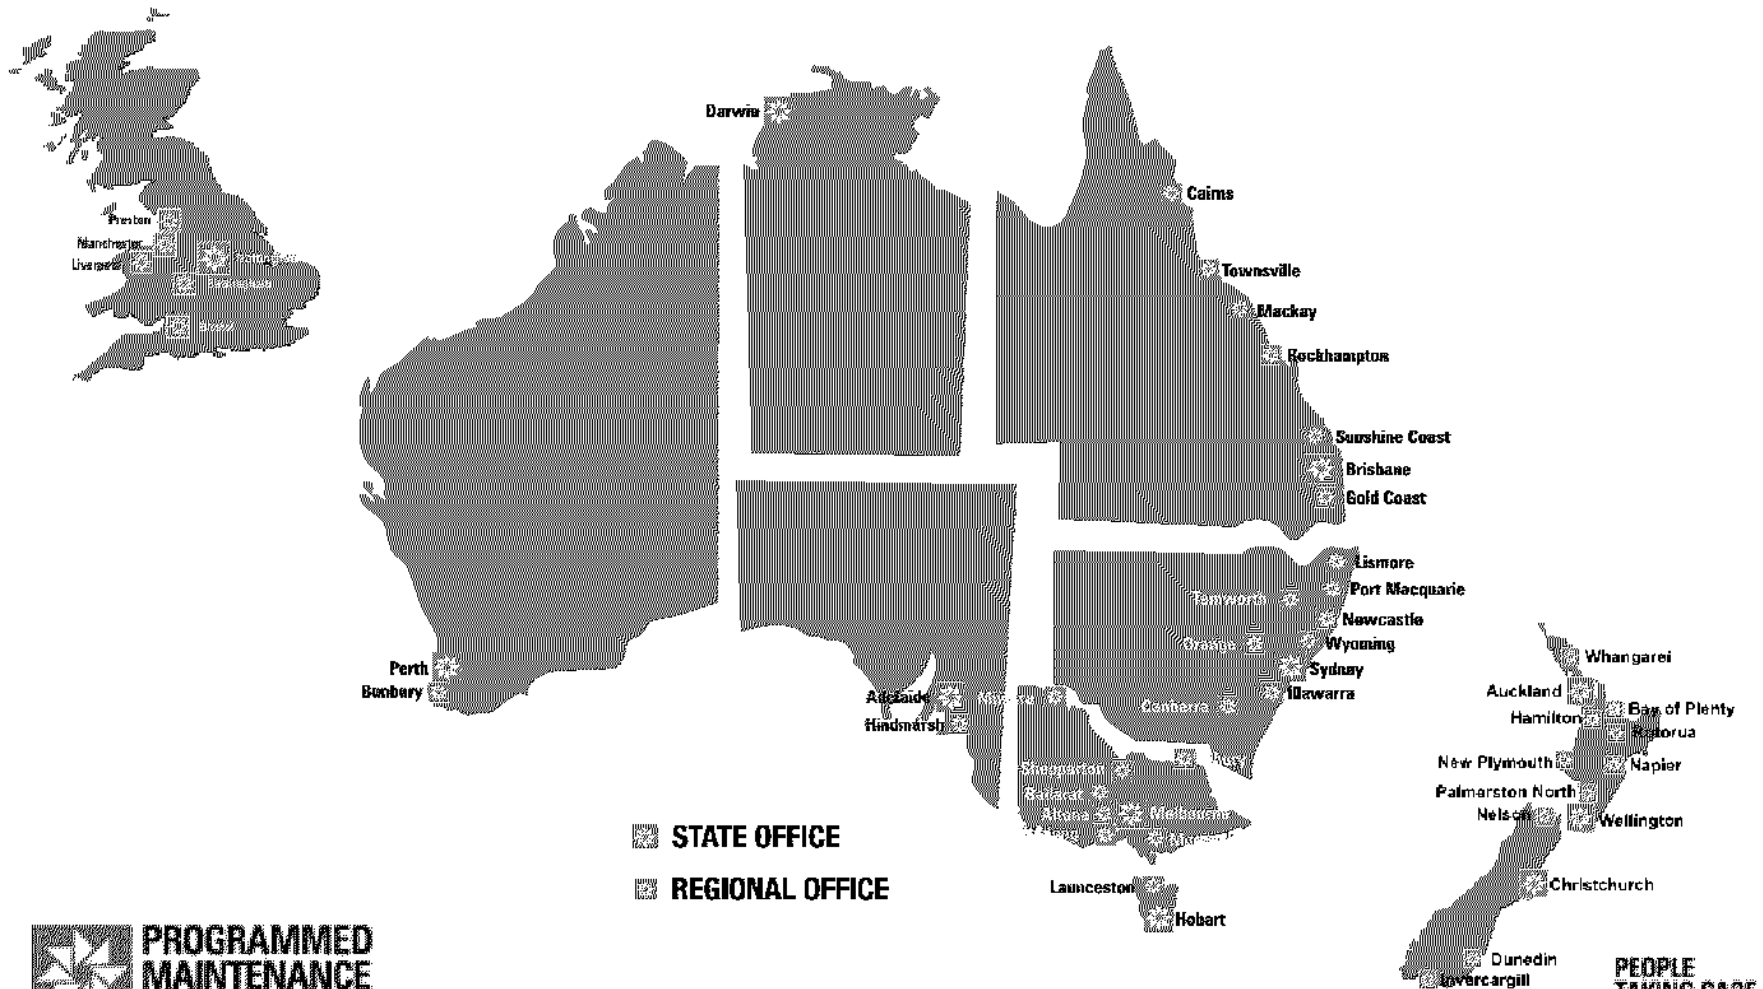 Darwin
Cairns
Preston
Manchester
Liverpool
Townsville
Mackay
Rockhampton
Sunshine Coast
Brisbane
Gold Coast
Lismore
Port Macquarie
Tamworth
Newcastle
Orange
Wyoming
Sydney
Illawarra
Canberra
Perth
Bunbury
Adelaide
Hindmarsh
Shepparton
Ballarat
Altona
Melbourne
Launceston
Hobart
Whangarei
Auckland
Bay of Plenty
Hamilton
Rotorua
New Plymouth
Napier
Palmerston North
Nelson
Wellington
Christchurch
Dunedin
Invercargill
STATE OFFICE
REGIONAL OFFICE
PROGRAMMED
MAINTENANCE
PEOPLE
TAKING CARE